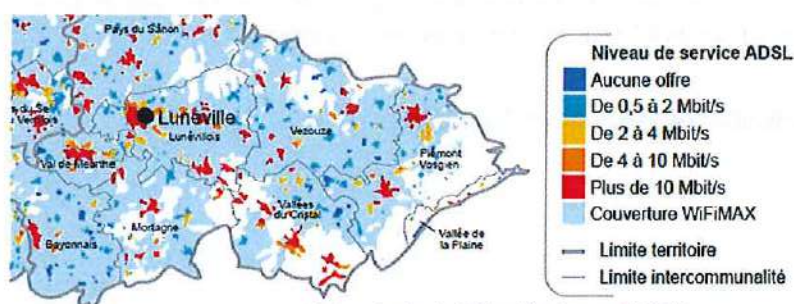 Pays du Sânon
Lunéville
Lunévillois
Vezouze
Val de Meurthe
Piémont
Vosgien
Vallées
du Cristal
Mortagne
Bayonnais
Vallée de
la Plaine
Niveau de service ADSL
Aucune offre
De 0,5 à 2 Mbit/s
De 2 à 4 Mbit/s
De 4 à 10 Mbit/s
Plus de 10 Mbit/s
Couverture WiFiMAX
Limite territoire
Limite intercommunalité